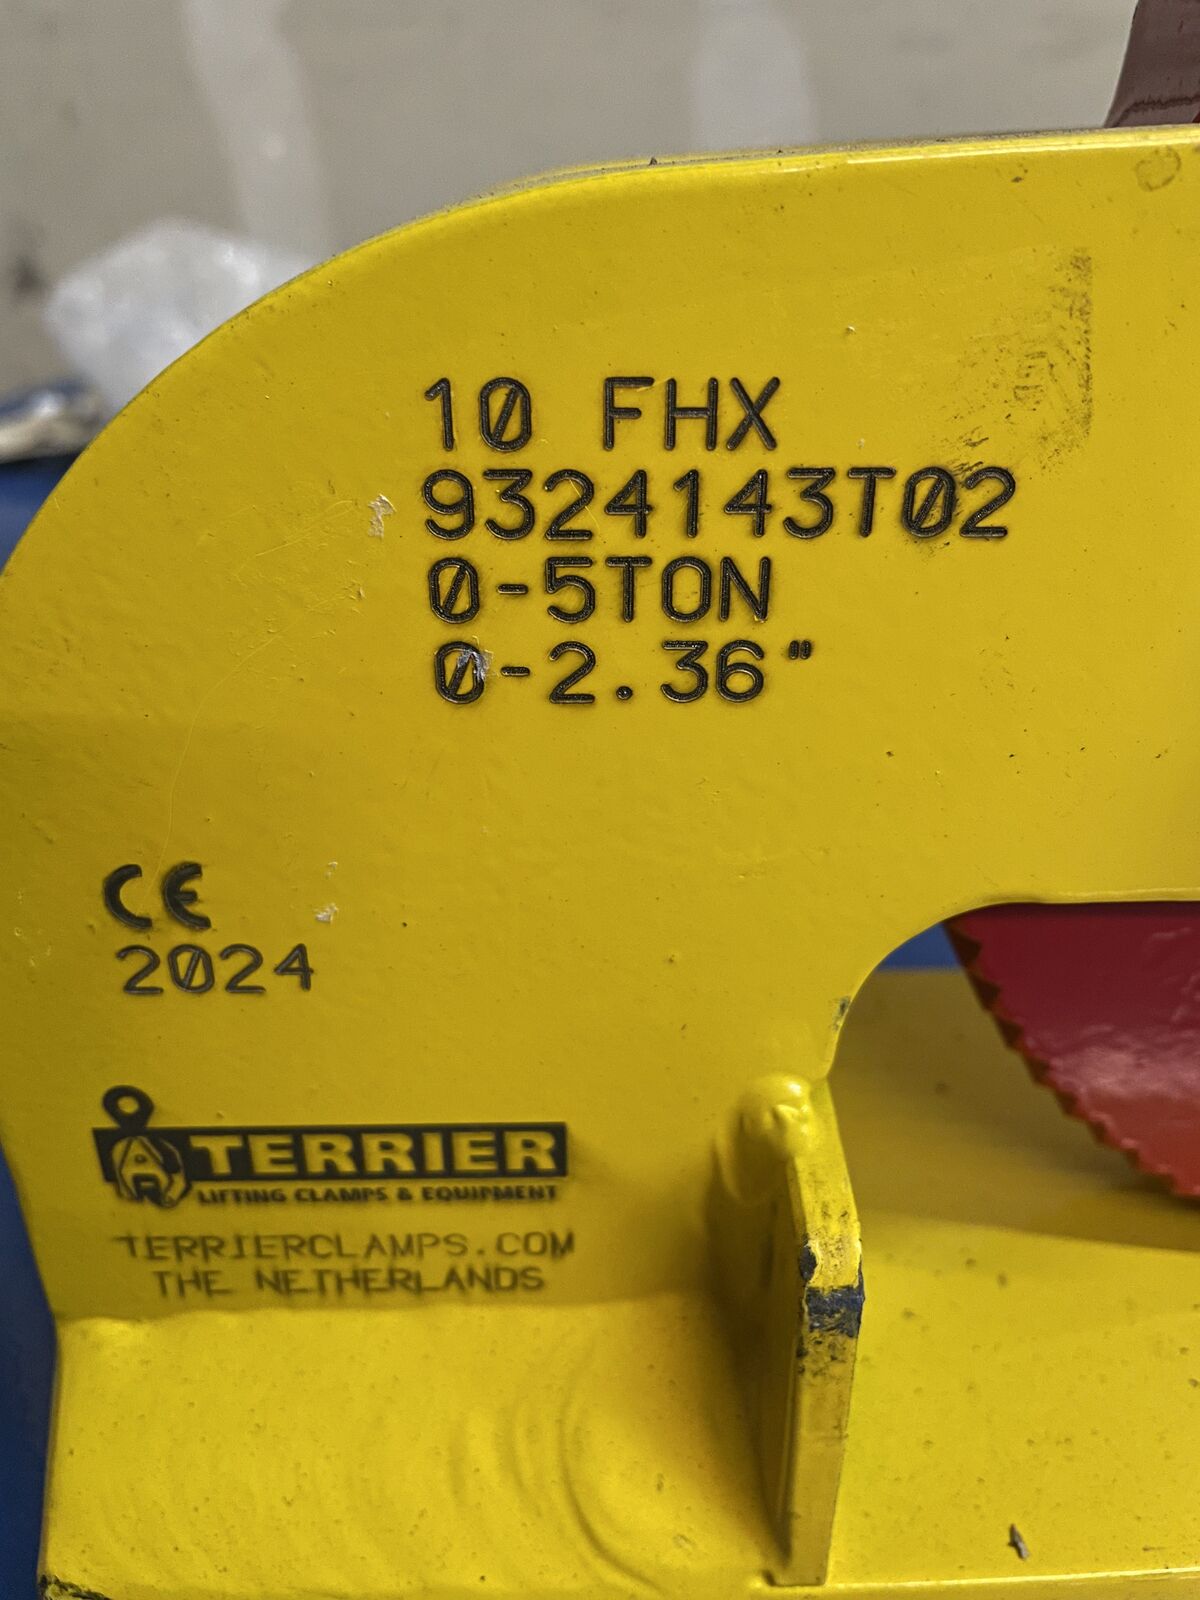 10 FHX
9324143T02
0-5TON
0-2.36"
CE
2024
TERRIER
LIFTING CLAMPS & EQUIPMENT
TERRIERCLAMPS.COM
THE NETHERLANDS